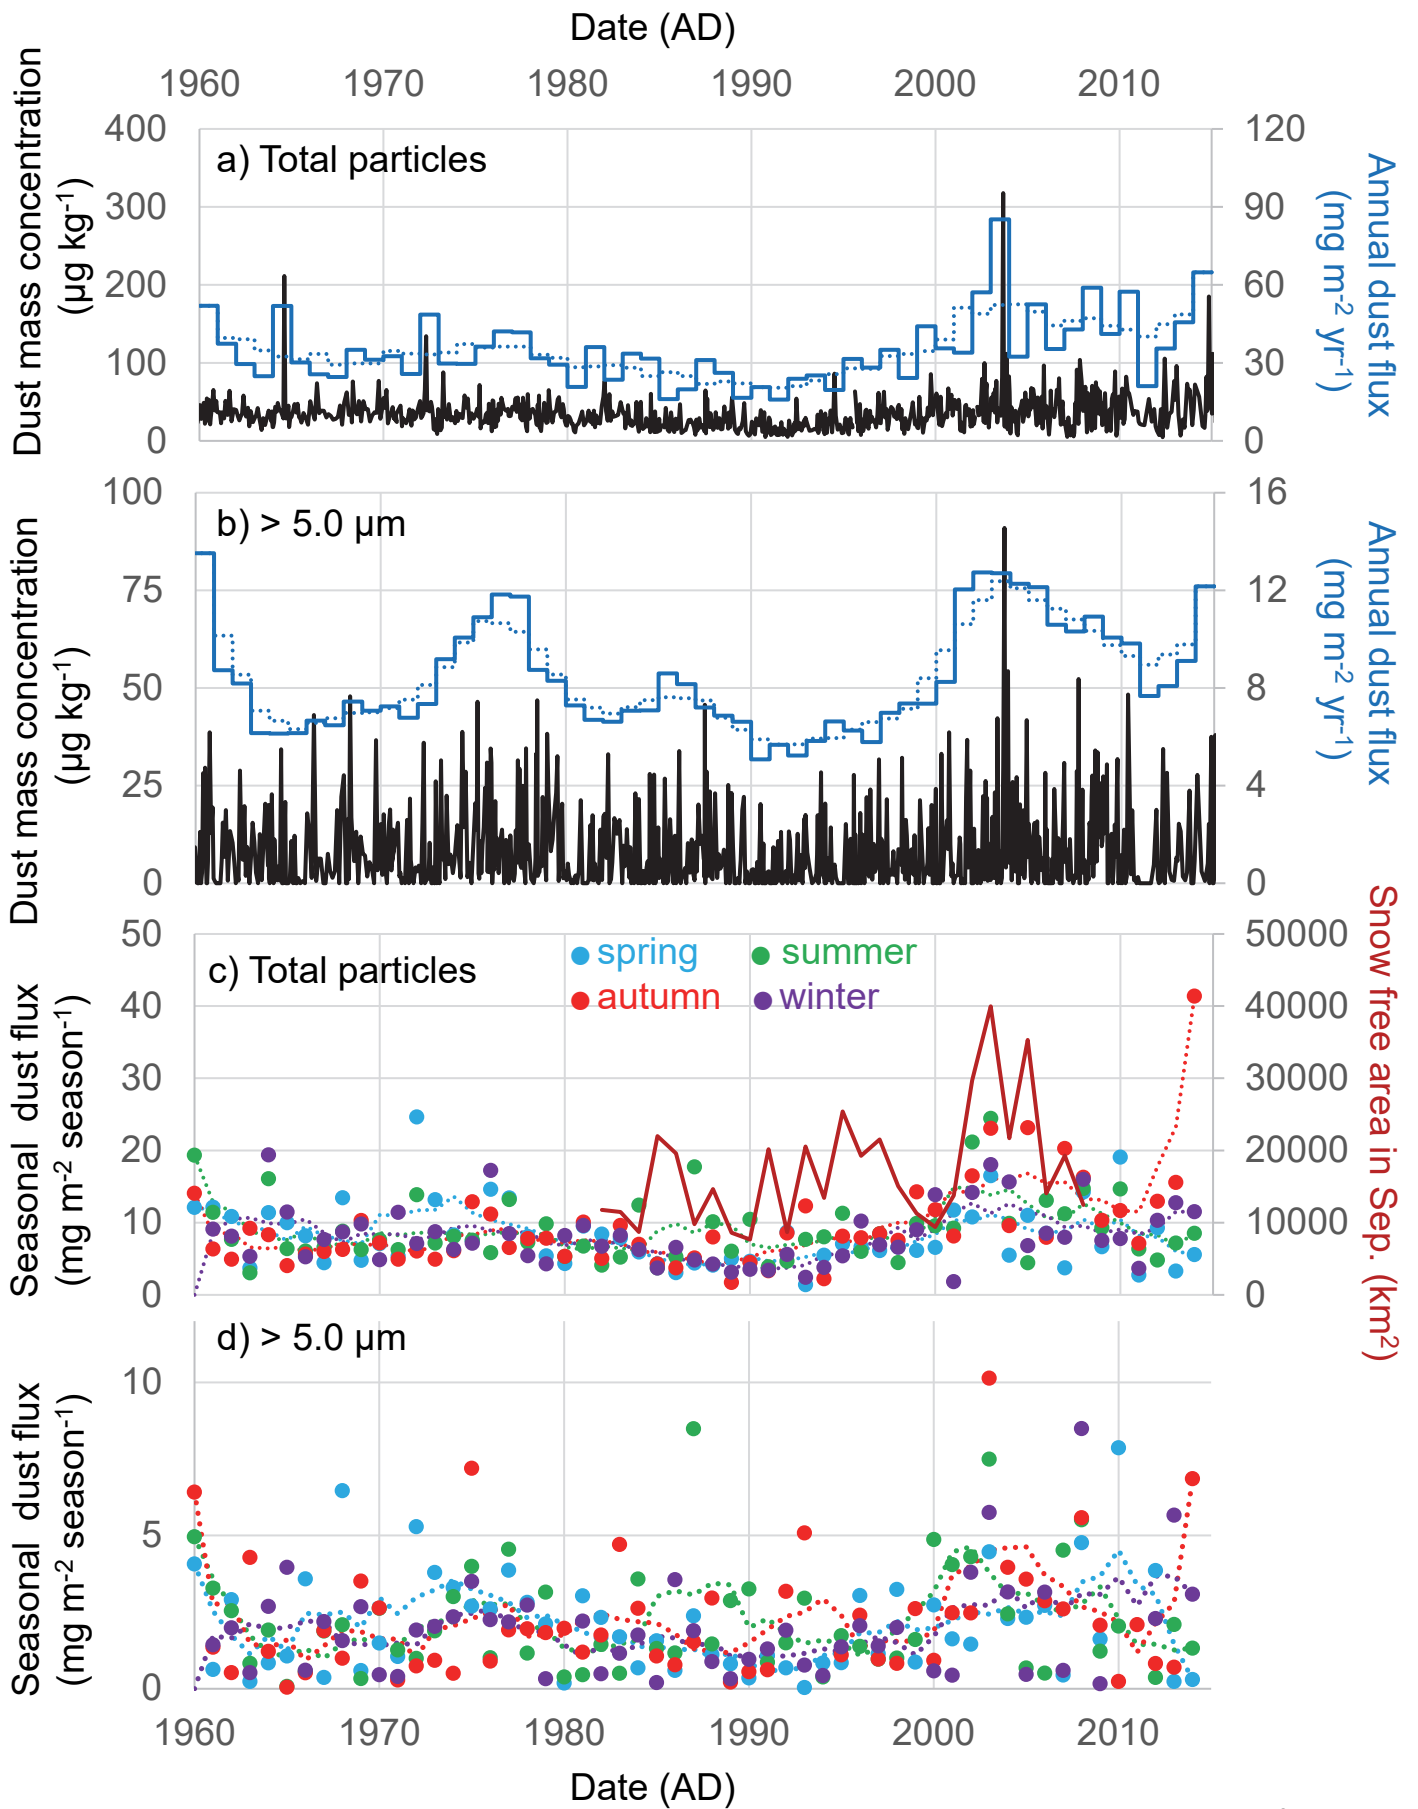 Date (AD)
1960 1970 1980 1990 2000 2010
Dust mass concentration
(µg kg⁻¹)
400
300
200
100
0
a) Total particles
120
90
60
30
0
Annual dust flux
(mg m⁻² yr⁻¹)
Dust mass concentration
(µg kg⁻¹)
100
75
50
25
0
b) > 5.0 µm
16
12
8
4
0
Annual dust flux
(mg m⁻² yr⁻¹)
Seasonal dust flux
(mg m⁻² season⁻¹)
50
40
30
20
10
0
c) Total particles
spring
summer
autumn
winter
50000
40000
30000
20000
10000
0
Snow free area in Sep. (km²)
Seasonal dust flux
(mg m⁻² season⁻¹)
10
5
0
d) > 5.0 µm
1960 1970 1980 1990 2000 2010
Date (AD)